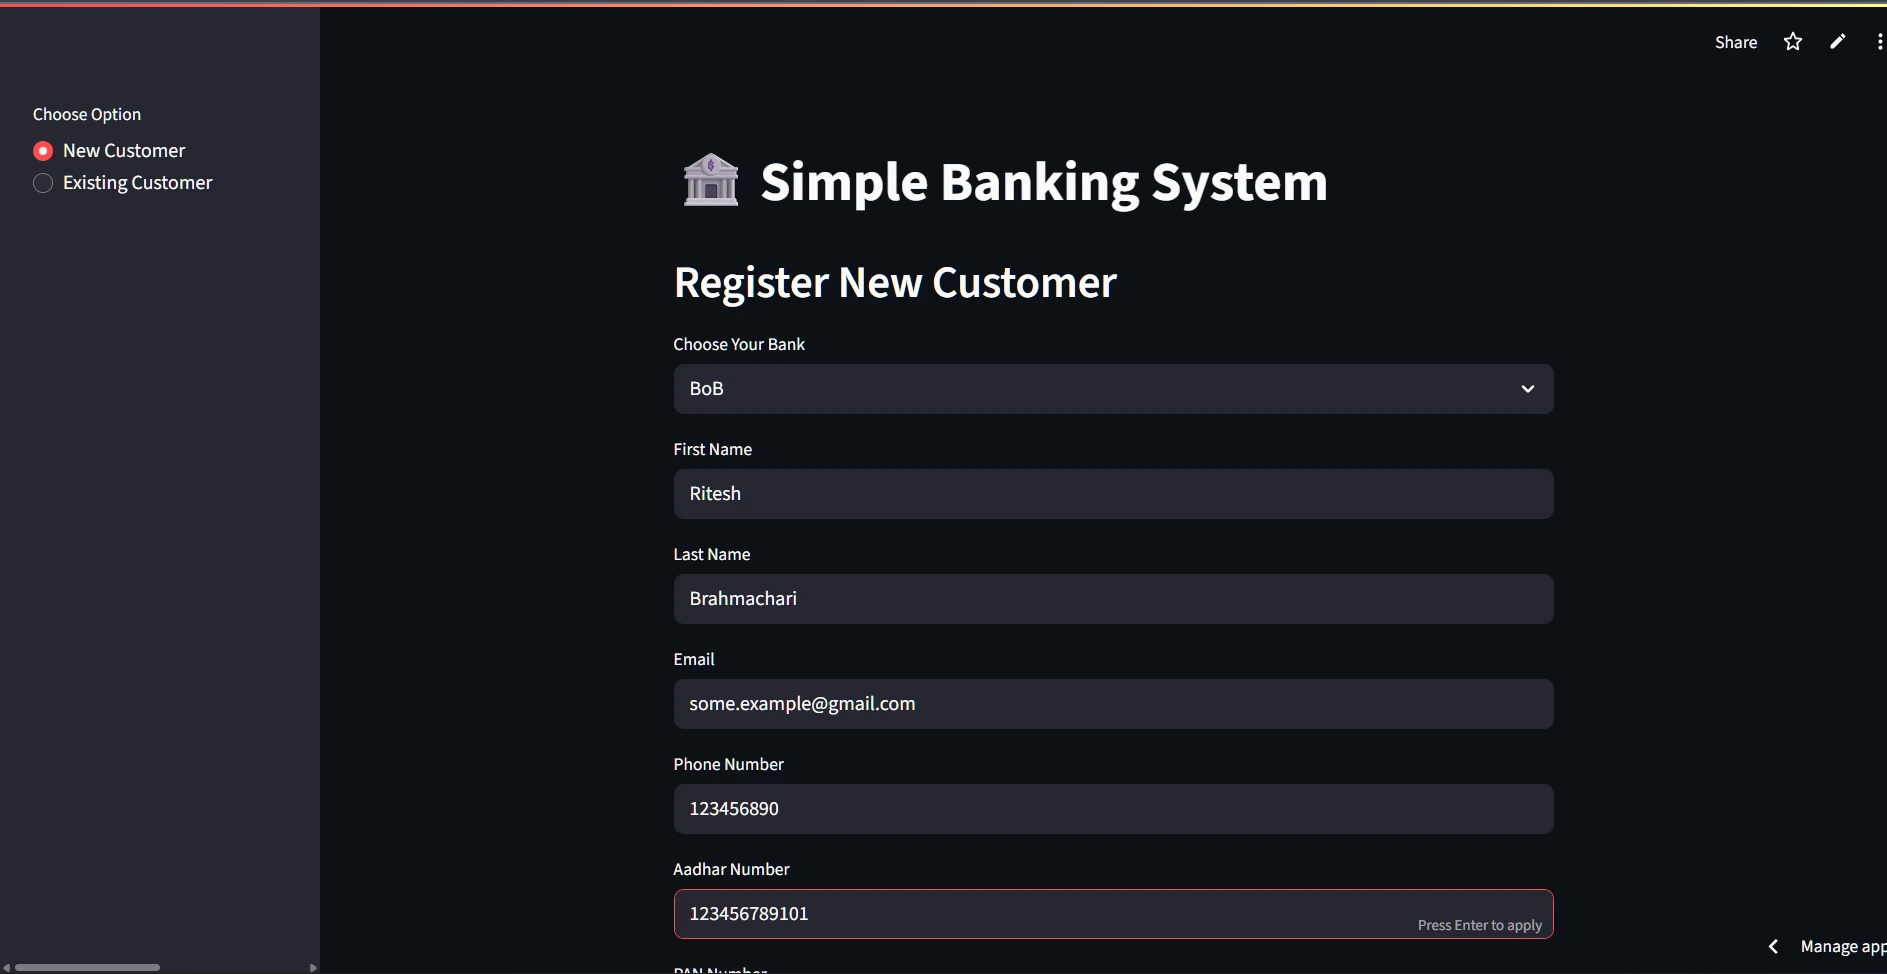 Share
Choose Option
New Customer
Existing Customer
Simple Banking System
Register New Customer
Choose Your Bank
BoB
First Name
Ritesh
Last Name
Brahmachari
Email
some.example@gmail.com
Phone Number
123456890
Aadhar Number
123456789101
Press Enter to apply
Manage app
PAN Number